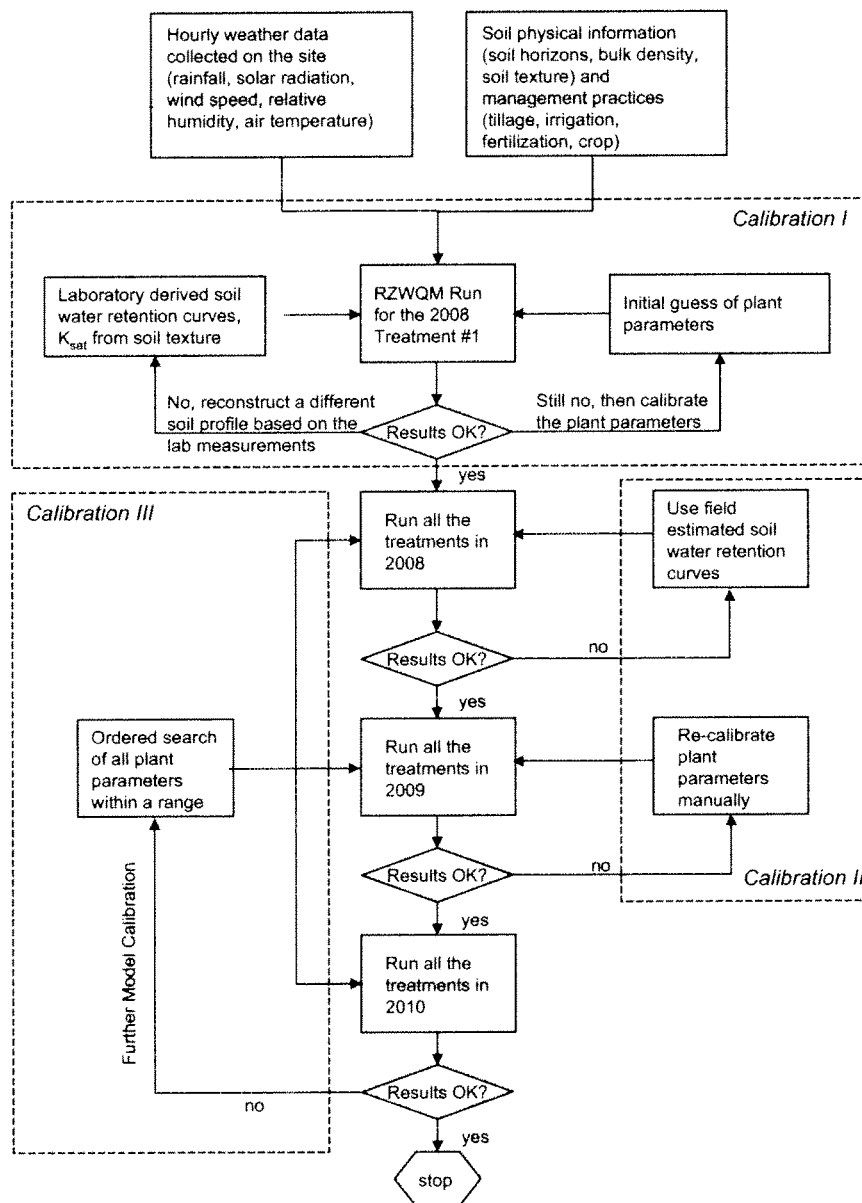 Hourly weather data
collected on the site
(rainfall, solar radiation,
wind speed, relative
humidity, air temperature)
Soil physical information
(soil horizons, bulk density,
soil texture) and
management practices
(tillage, irrigation,
fertilization, crop)
Calibration I
Laboratory derived soil
water retention curves,
Ksat from soil texture
RZWQM Run
for the 2008
Treatment #1
Initial guess of plant
parameters
No, reconstruct a different
soil profile based on the
lab measurements
Results OK?
Still no, then calibrate
the plant parameters
yes
Calibration III
Run all the
treatments in
2008
Use field
estimated soil
water retention
curves
Results OK?
no
yes
Ordered search
of all plant
parameters
within a range
Run all the
treatments in
2009
Re-calibrate
plant
parameters
manually
Results OK?
no
Calibration II
yes
Further Model Calibration
Run all the
treatments in
2010
Results OK?
no
yes
stop